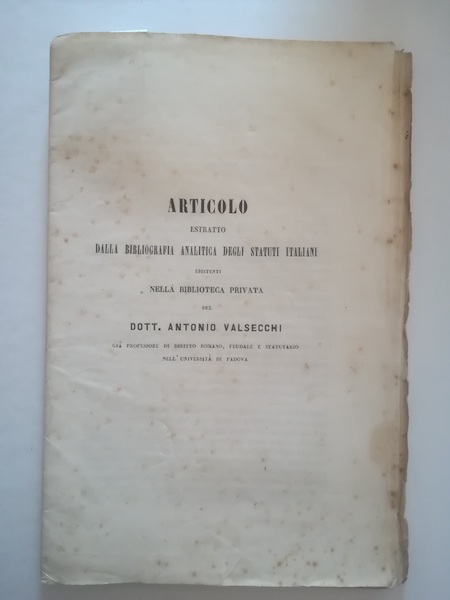 ARTICOLO
ESTRATTO
DALLA BIBLIOGRAFIA ANALITICA DEGLI STATUTI ITALIANI
ESISTENTI
NELLA BIBLIOTECA PRIVATA
DEL
DOTT. ANTONIO VALSECCHI
GIÀ PROFESSORE DI DIRITTO ROMANO, FEUDALE E STATUTARIO
NELL'UNIVERSITÀ DI PADOVA